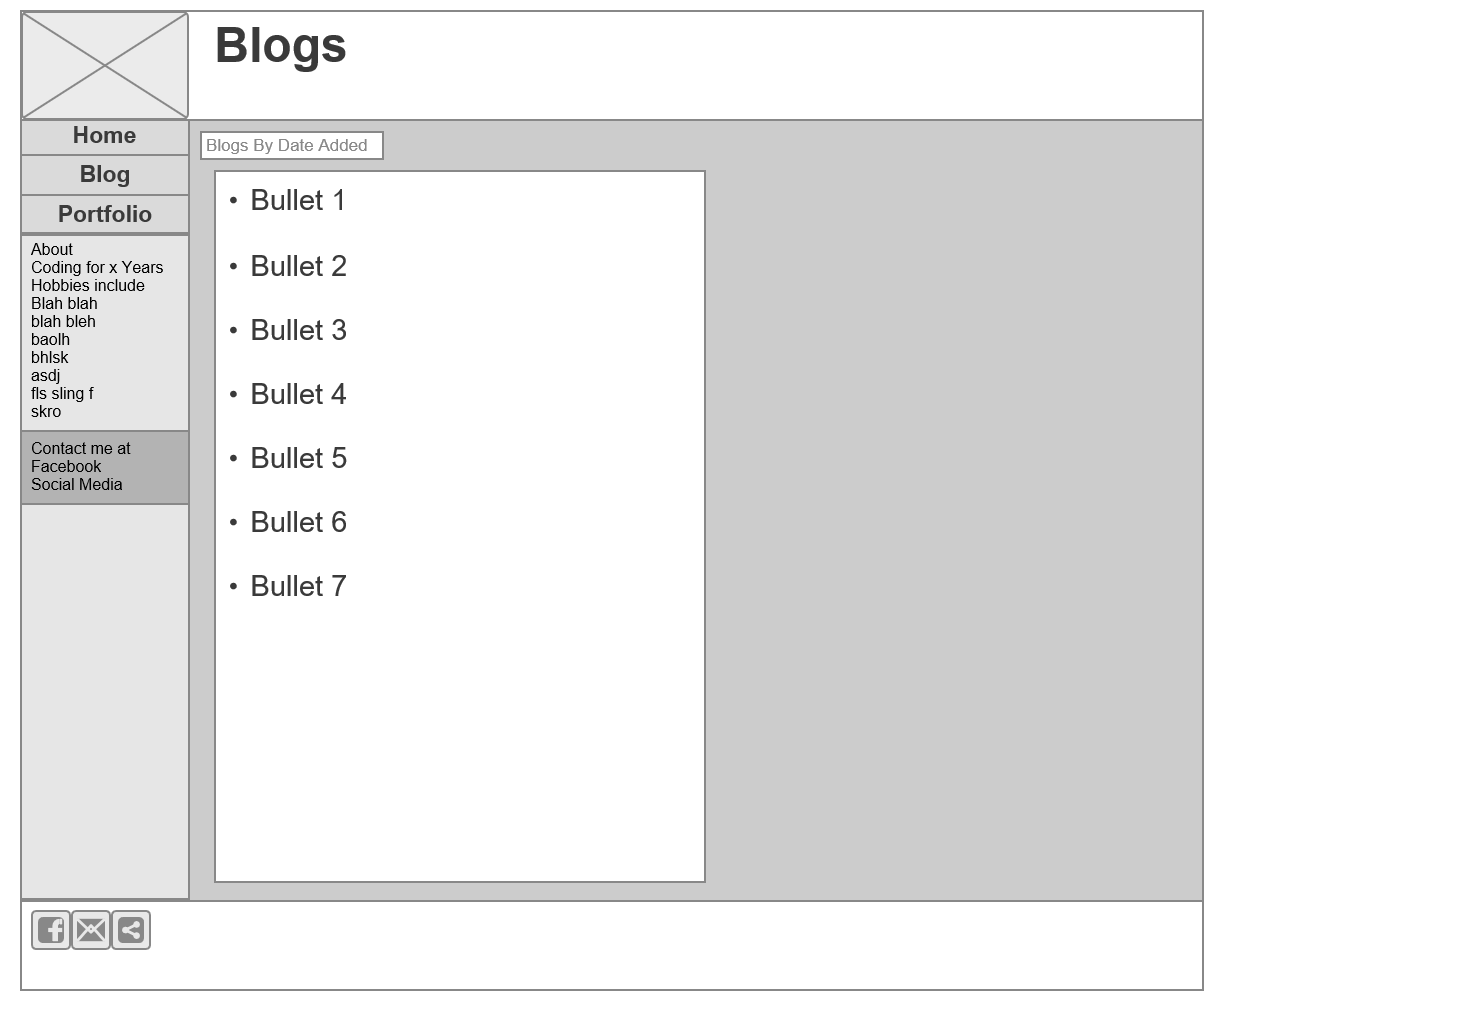 Blogs
Home
Blog
Portfolio
About
Coding for x Years
Hobbies include
Blah blah
blah bleh
baolh
bhlsk
asdj
fls sling f
skro
Contact me at
Facebook
Social Media
Blogs By Date Added
• Bullet 1
• Bullet 2
• Bullet 3
• Bullet 4
• Bullet 5
• Bullet 6
• Bullet 7